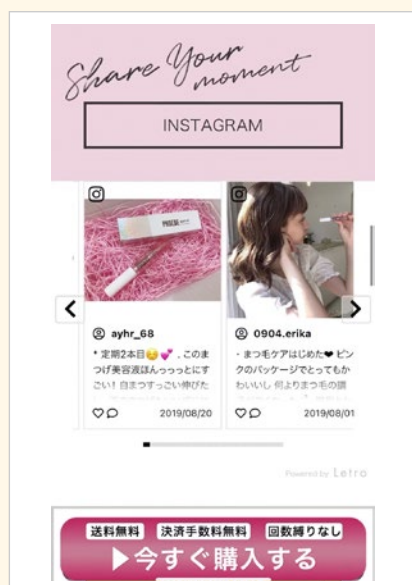 Share Your
moment
INSTAGRAM
ayhr_68
* 定期2本目😏💕 . このま
つげ美容液ほんっっっとにす
ごい！自まつすっごい伸びた
2019/08/20
0904.erika
・まつ毛ケアはじめた❤ ピン
クのパッケージでとってもか
わいいし 何よりまつ毛の調
2019/08/01
Powered by Letro
送料無料 決済手数料無料 回数縛りなし
▶今すぐ購入する